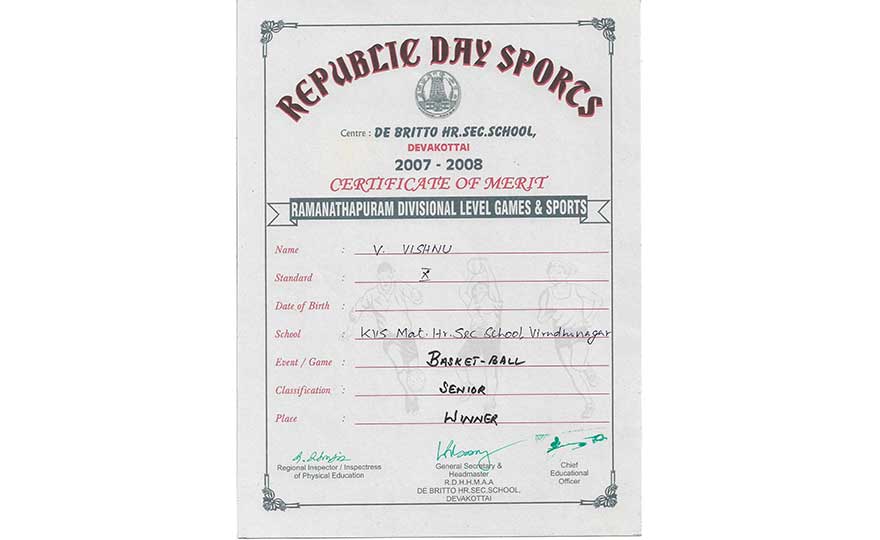 REPUBLIC DAY SPORTS
Centre : DE BRITTO HR.SEC.SCHOOL,
DEVAKOTTAI
2007 - 2008
CERTIFICATE OF MERIT
RAMANATHAPURAM DIVISIONAL LEVEL GAMES & SPORTS
Name : V. VISHNU
Standard : X
Date of Birth :
School : KVS Mat. Hr. Sec School, Virudhunagar
Event / Game : BASKET-BALL
Classification : SENIOR
Place : WINNER
Regional Inspector / Inspectress
of Physical Education
General Secretary &
Headmaster
R.D.H.H.M.A.A
DE BRITTO HR.SEC.SCHOOL,
DEVAKOTTAI
Chief
Educational
Officer